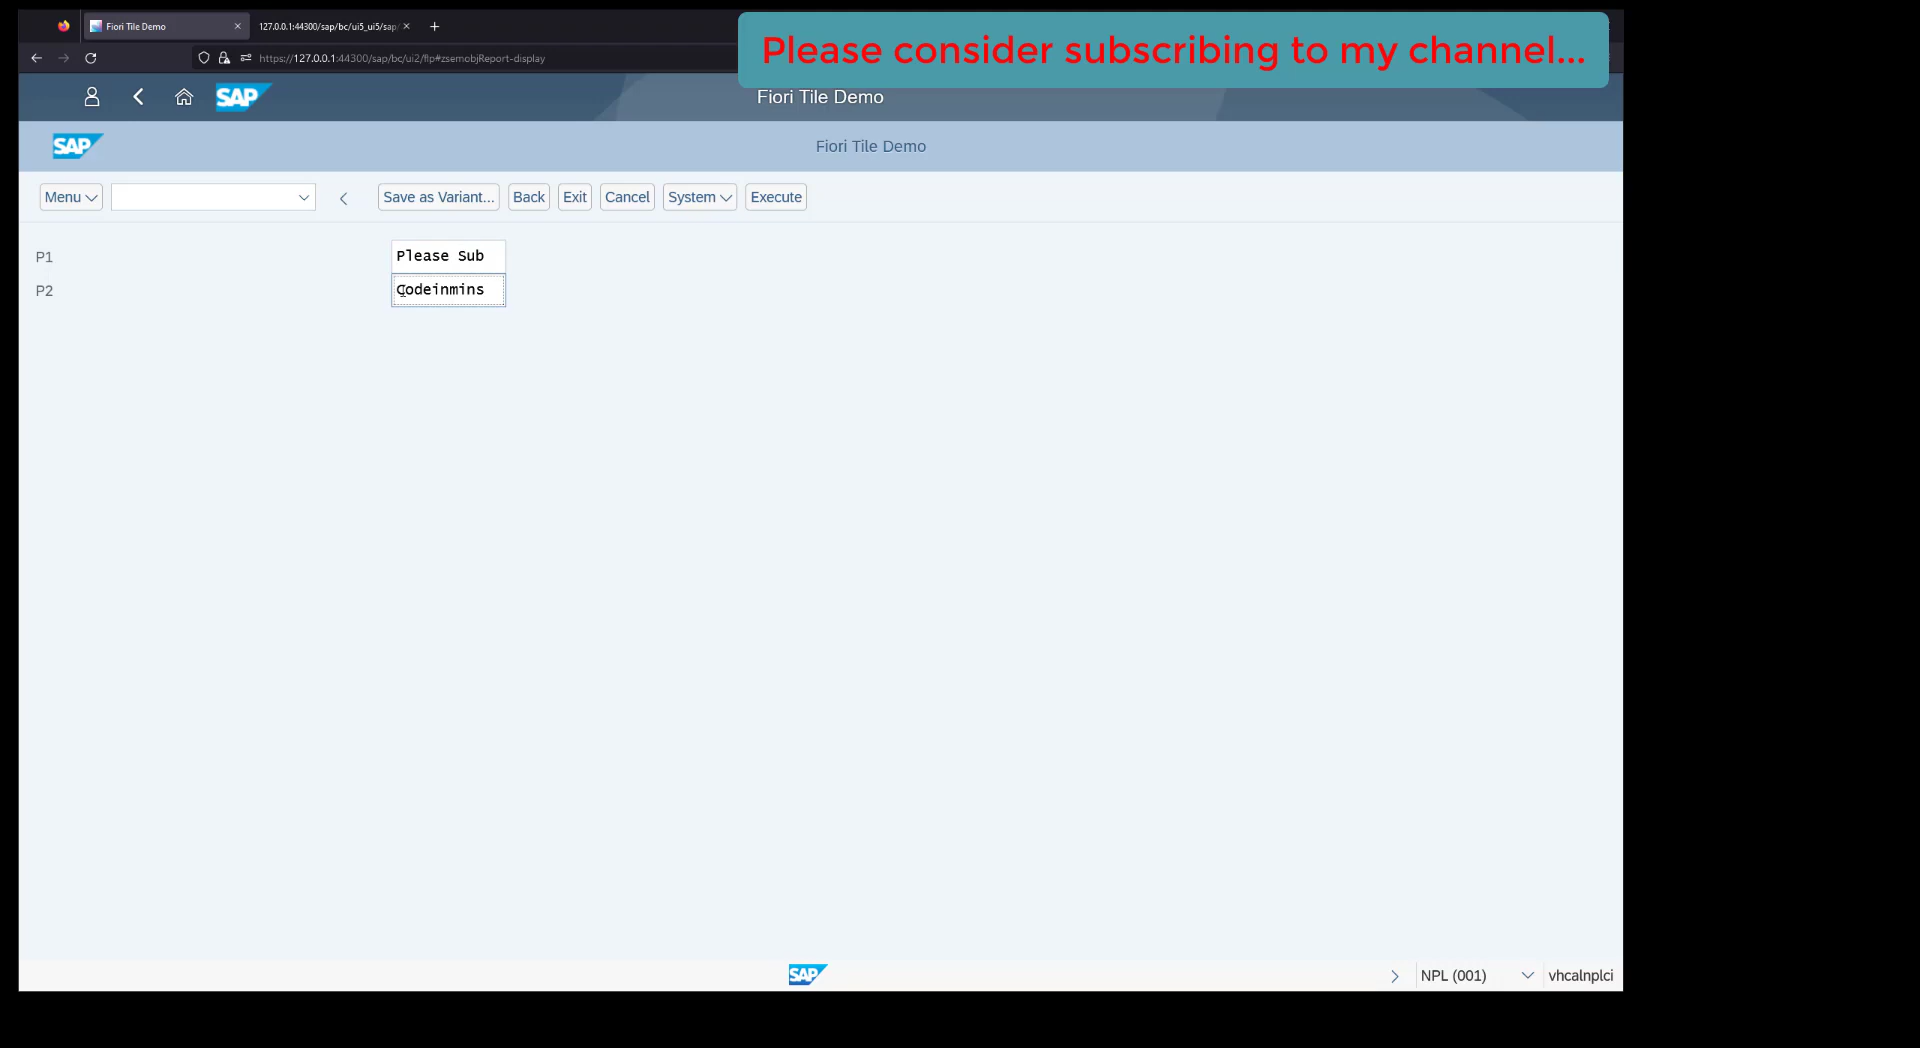 Fiori Tile Demo
127.0.0.1:44300/sap/bc/ui5_ui5/sap/
Please consider subscribing to my channel...
https://127.0.0.1:44300/sap/bc/ui2/flp#zsemobjReport-display
SAP
Fiori Tile Demo
SAP
Fiori Tile Demo
Menu
Save as Variant...
Back
Exit
Cancel
System
Execute
P1
Please Sub
P2
Codeinmins
SAP
NPL (001)
vhcalnplci